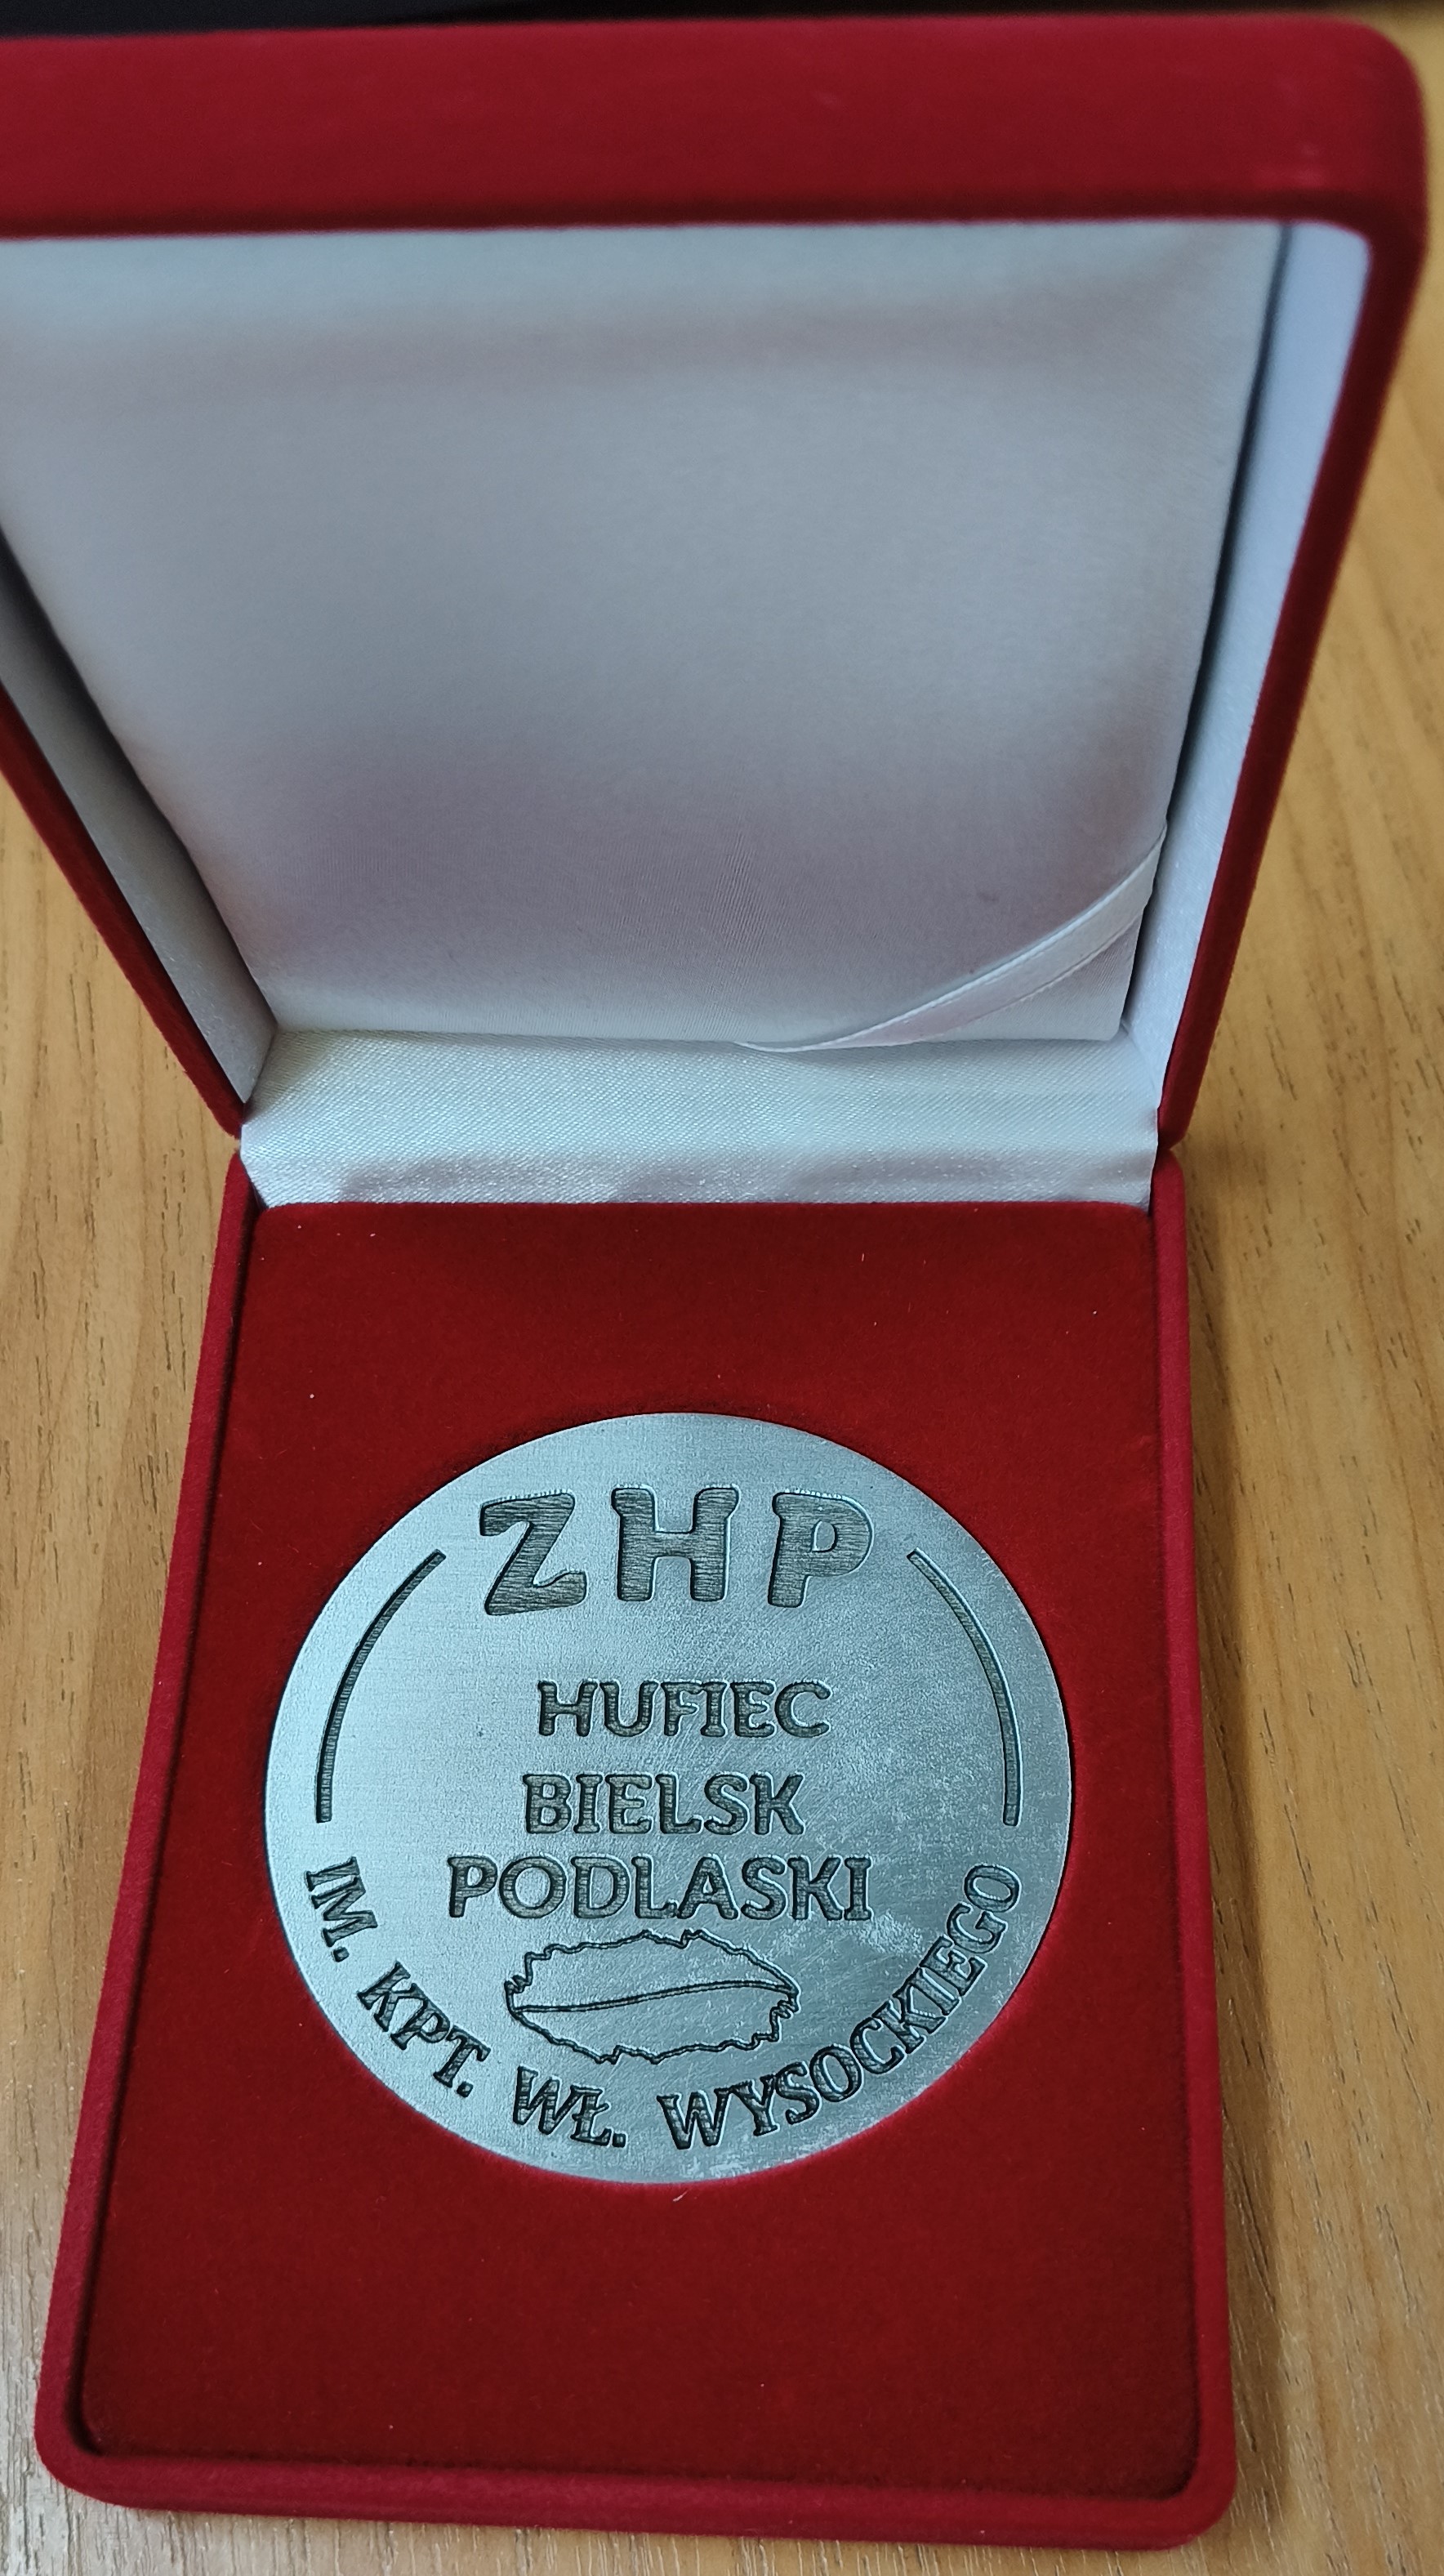 ZHP
HUFIEC
BIELSK
PODLASKI
IM. KPT. WŁ. WYSOCKIEGO